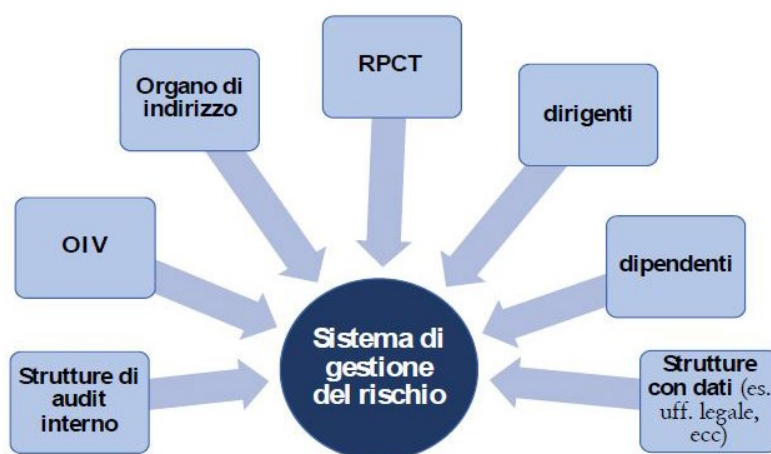 RPCT
Organo di
indirizzo
dirigenti
OIV
dipendenti
Sistema di
gestione
del rischio
Strutture di
audit
interno
Strutture
con dati (es.
uff. legale,
ecc)